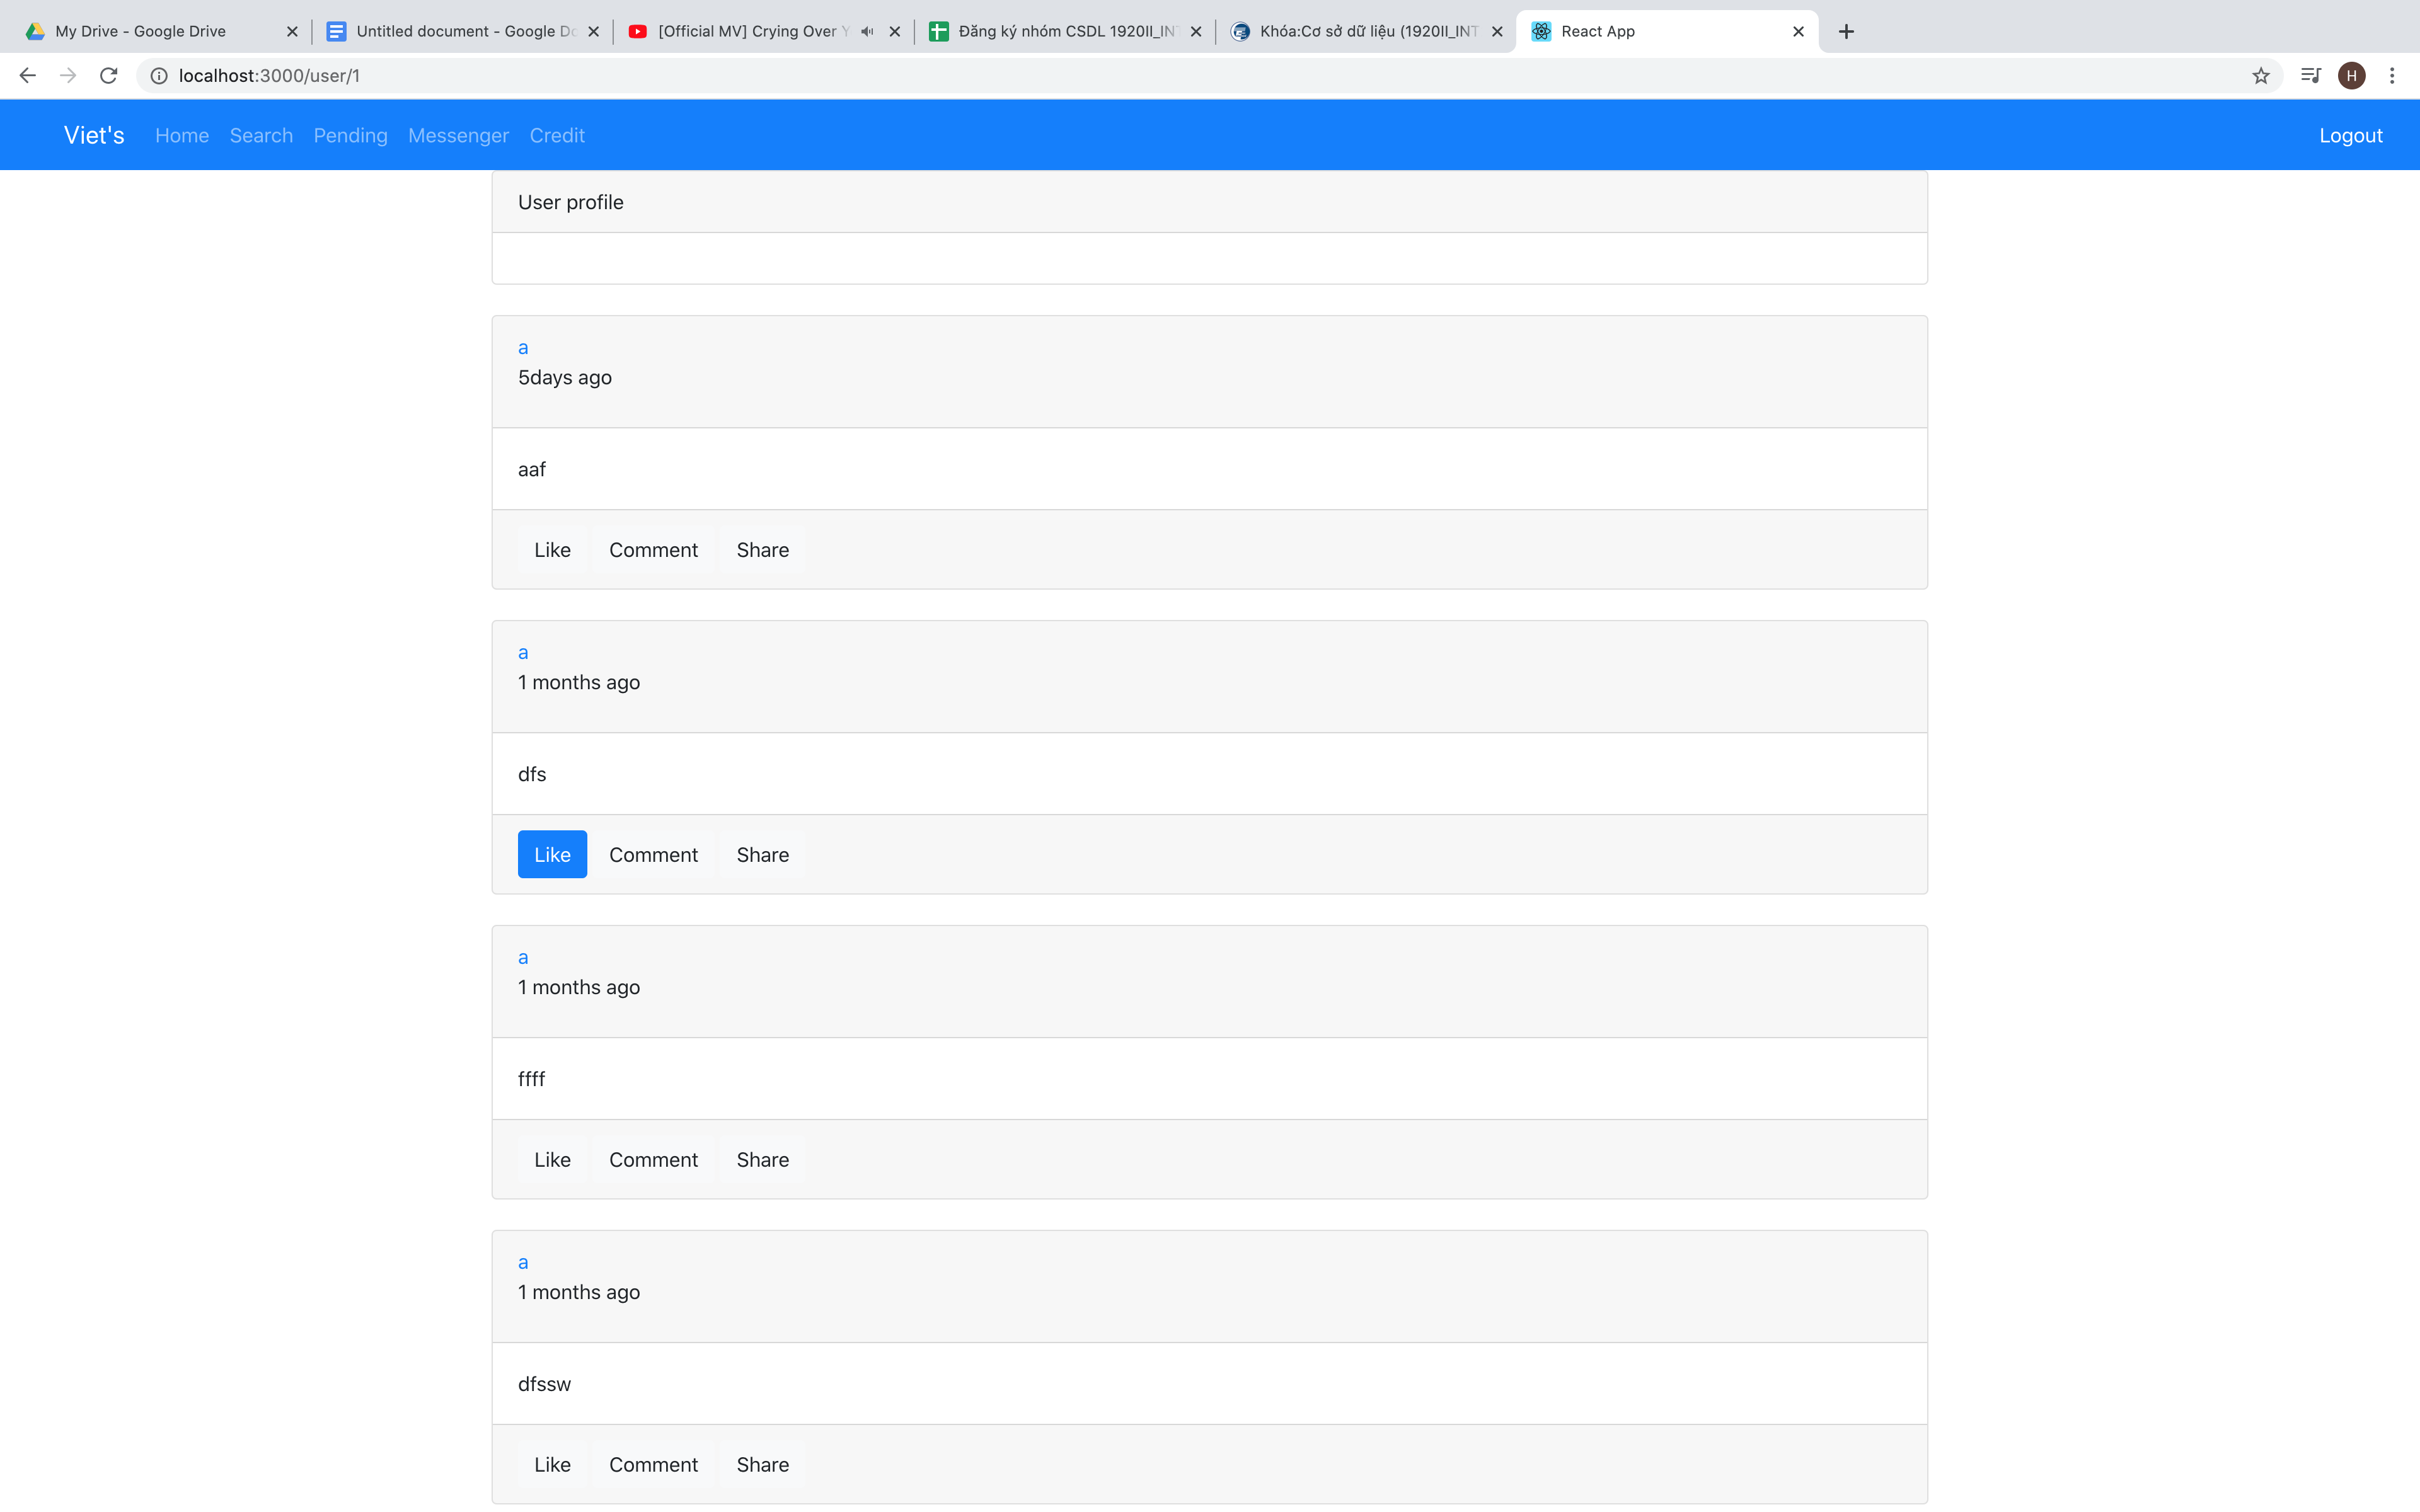 My Drive - Google Drive
Untitled document - Google Do
[Official MV] Crying Over Y
Đăng ký nhóm CSDL 1920II_INT
Khóa:Cơ sở dữ liệu (1920II_INT
React App
localhost:3000/user/1
H
Viet's Home Search Pending Messenger Credit Logout
User profile
a
5days ago
aaf
Like Comment Share
a
1 months ago
dfs
Like Comment Share
a
1 months ago
ffff
Like Comment Share
a
1 months ago
dfssw
Like Comment Share